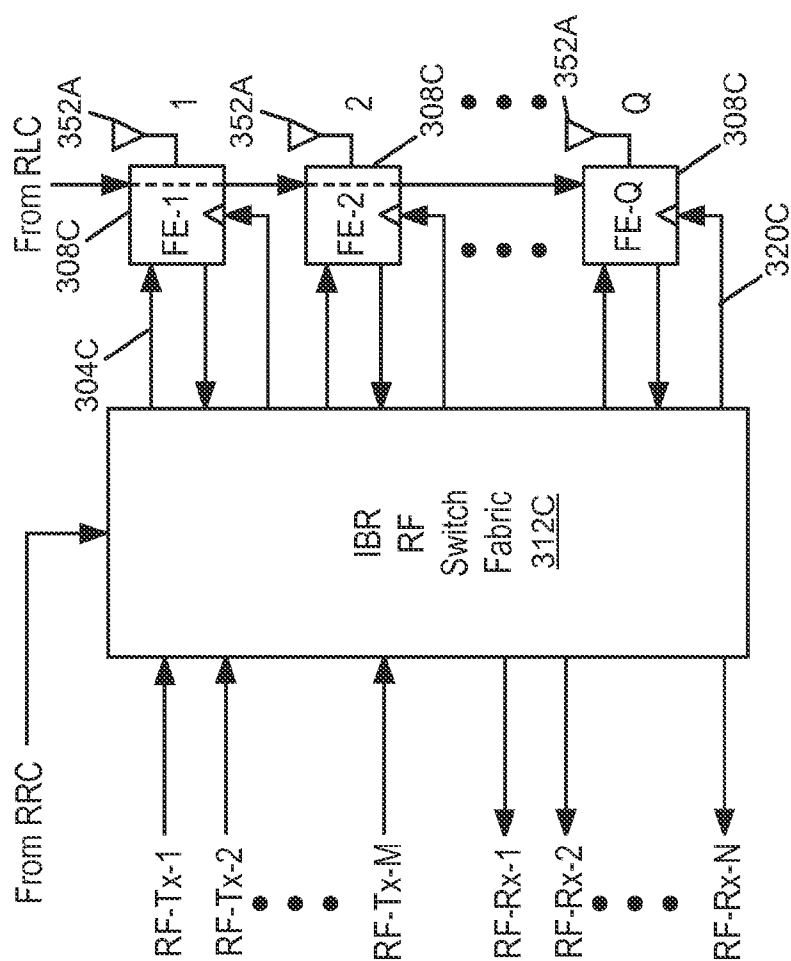 From RLC
308C
352A
1
FE-1
304C
352A
2
FE-2
308C
352A
Q
FE-Q
308C
320C
From RRC
IBR
RF
Switch
Fabric
312C
RF-Tx-1
RF-Tx-2
RF-Tx-M
RF-Rx-1
RF-Rx-2
RF-Rx-N